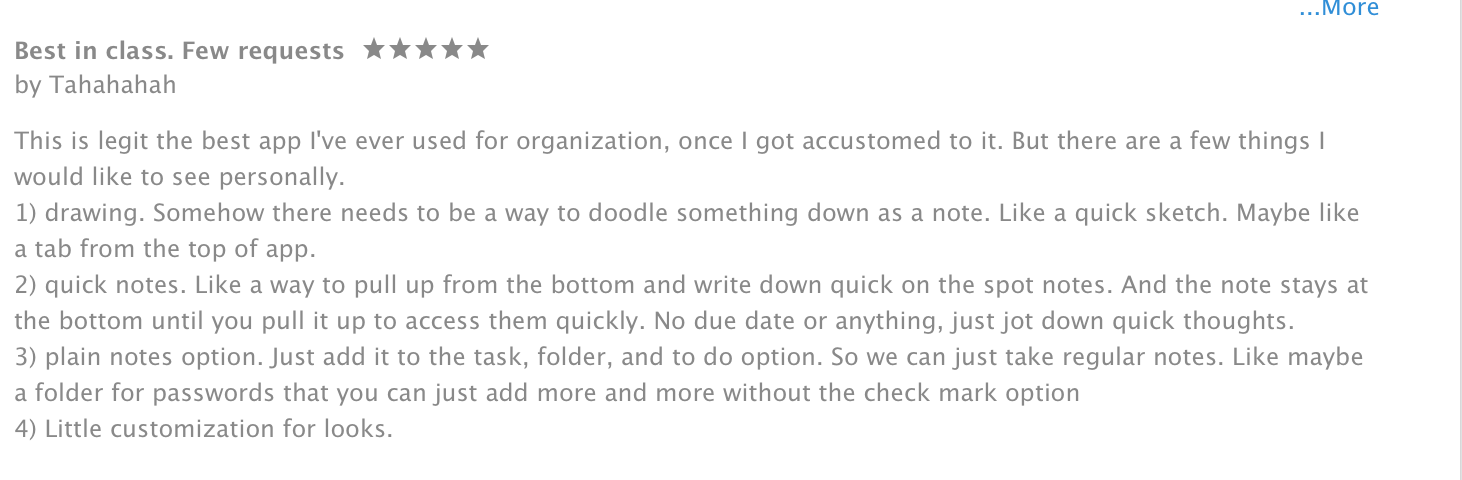 ...More
Best in class. Few requests ★★★★★
by Tahahahah
This is legit the best app I've ever used for organization, once I got accustomed to it. But there are a few things I
would like to see personally.
1) drawing. Somehow there needs to be a way to doodle something down as a note. Like a quick sketch. Maybe like
a tab from the top of app.
2) quick notes. Like a way to pull up from the bottom and write down quick on the spot notes. And the note stays at
the bottom until you pull it up to access them quickly. No due date or anything, just jot down quick thoughts.
3) plain notes option. Just add it to the task, folder, and to do option. So we can just take regular notes. Like maybe
a folder for passwords that you can just add more and more without the check mark option
4) Little customization for looks.